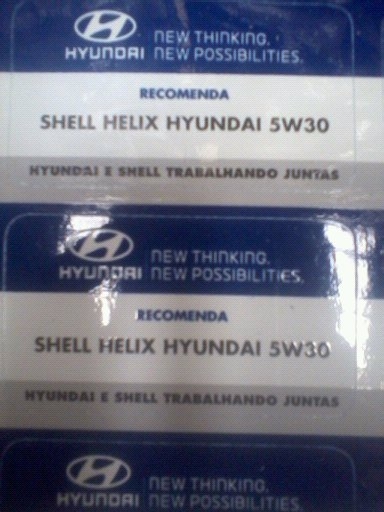 NEW THINKING.
HYUNDAI NEW POSSIBILITIES.
RECOMENDA
SHELL HELIX HYUNDAI 5W30
HYUNDAI E SHELL TRABALHANDO JUNTAS
NEW THINKING.
HYUNDAI NEW POSSIBILITIES.
RECOMENDA
SHELL HELIX HYUNDAI 5W30
HYUNDAI E SHELL TRABALHANDO JUNTAS
NEW THINKING.
HYUNDAI NEW POSSIBILITIES.